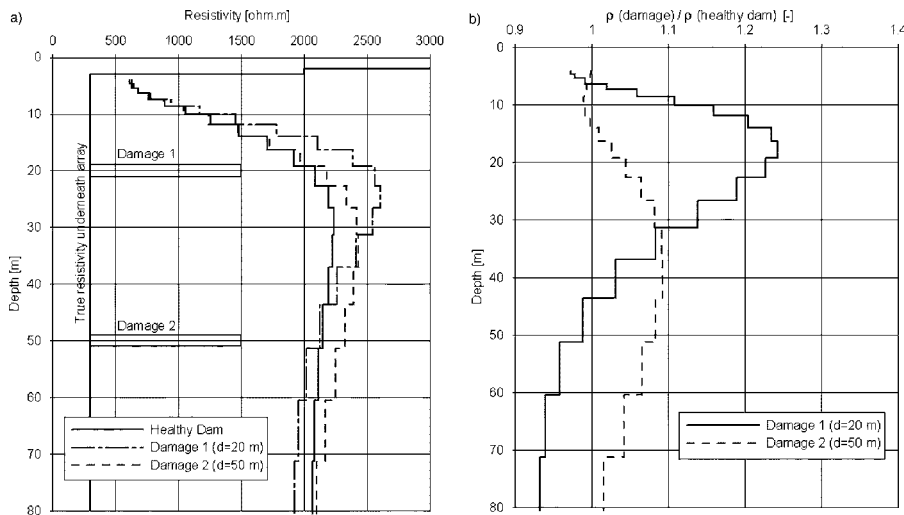 a)
Resistivity [ohm.m]
0 500 1000 1500 2000 2500 3000
0
10
20
30
40
50
60
70
80
Depth [m]
True resistivity underneath array
Damage 1
Damage 2
Healthy Dam
Damage 1 (d=20 m)
Damage 2 (d=50 m)
b)
ρ (damage) / ρ (healthy dam) [-]
0.9 1 1.1 1.2 1.3 1.4
0
10
20
30
40
50
60
70
80
Depth [m]
Damage 1 (d=20 m)
Damage 2 (d=50 m)